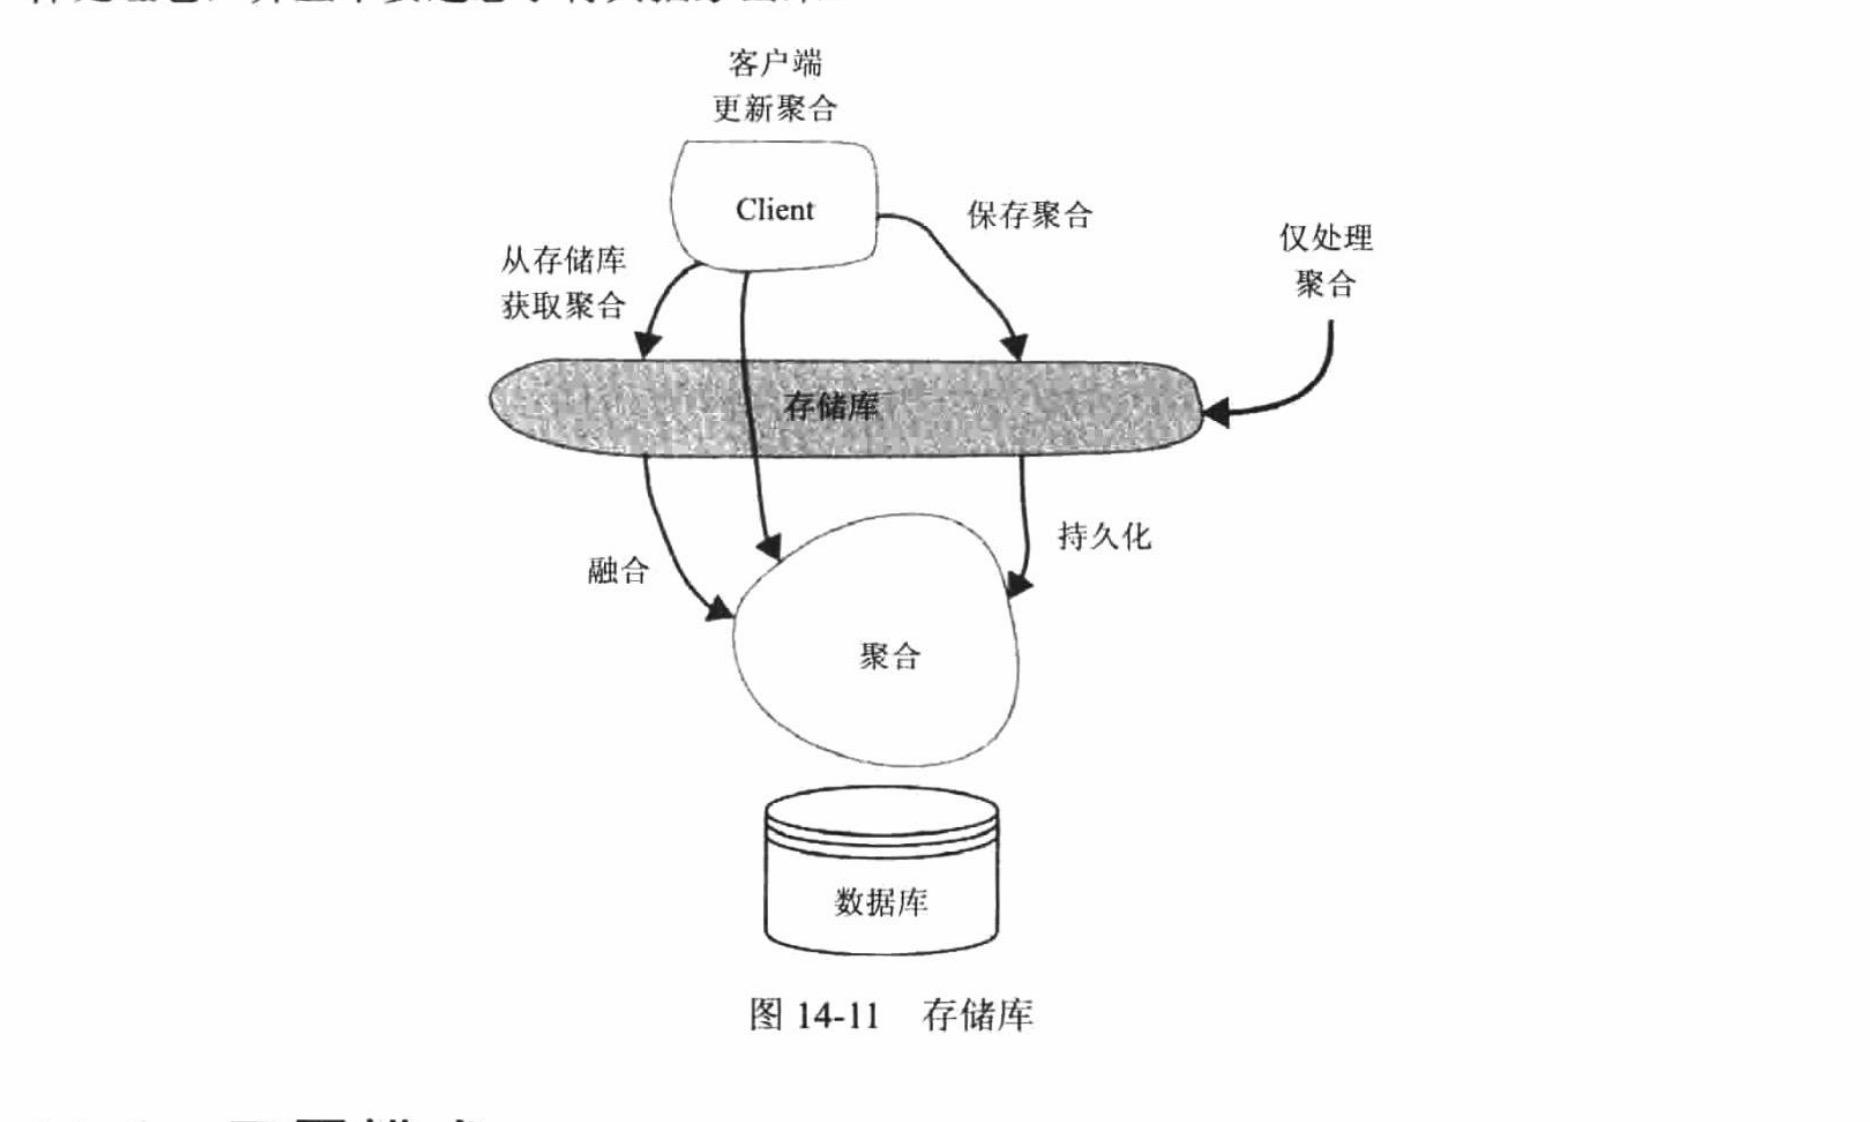 客户端
更新聚合
Client
保存聚合
从存储库
获取聚合
仅处理
聚合
存储库
融合
持久化
聚合
数据库
图 14-11 存储库